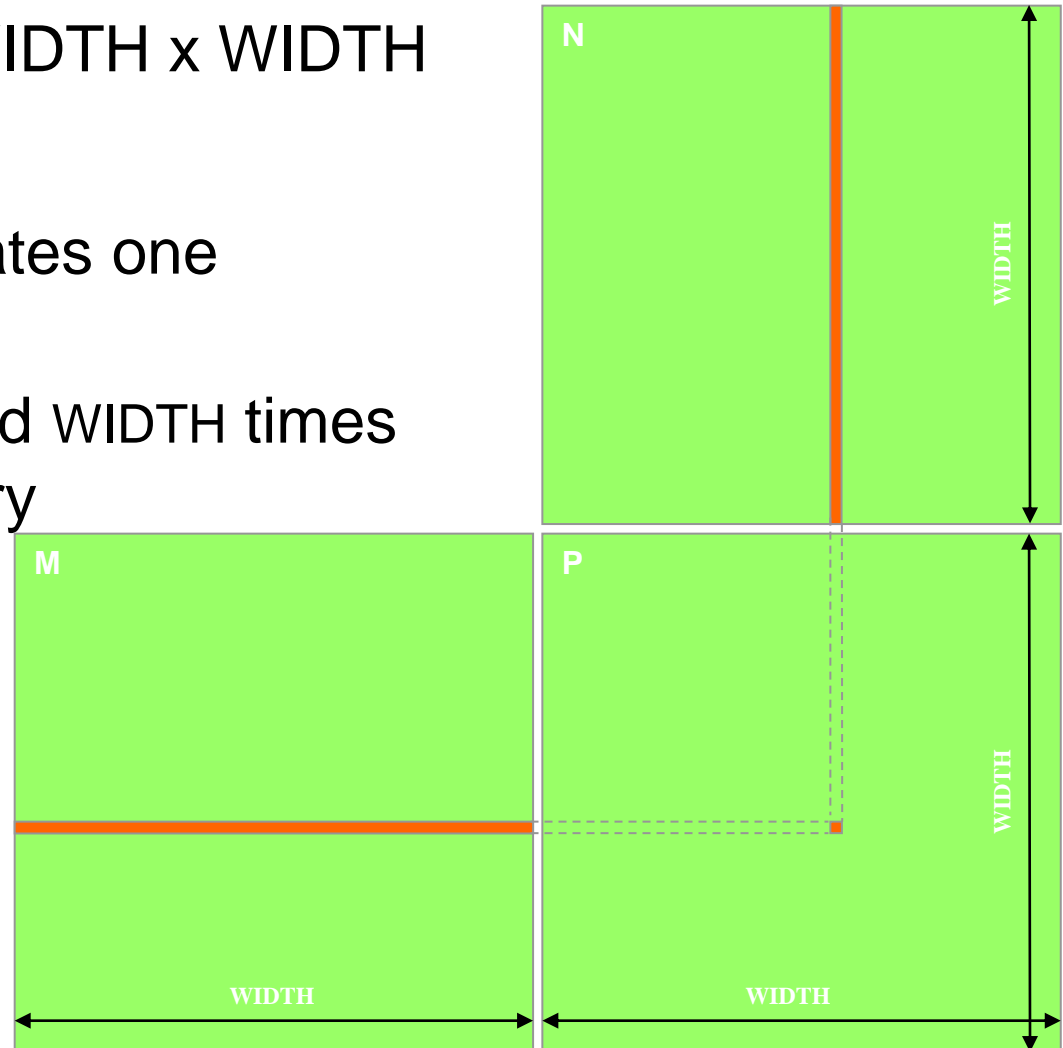 IDTH x WIDTH
ates one
d WIDTH times
ry
N
WIDTH
M
P
WIDTH
WIDTH
WIDTH